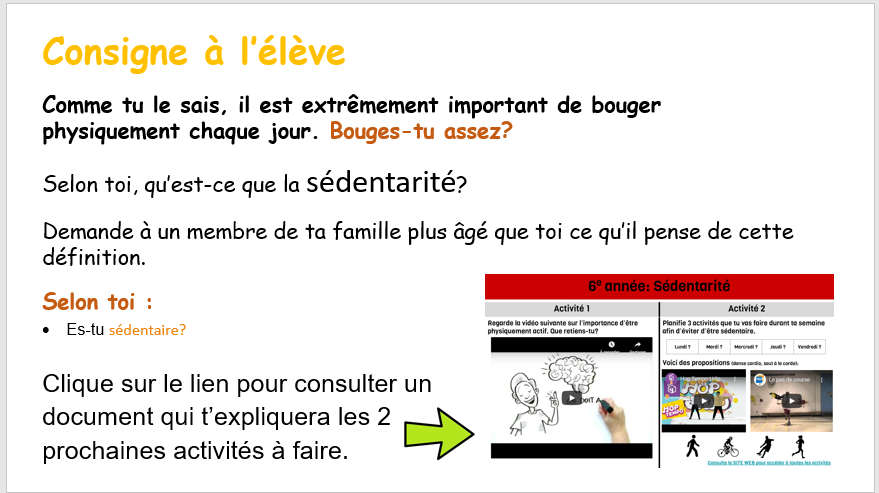 Consigne à l'élève
Comme tu le sais, il est extrêmement important de bouger
physiquement chaque jour. Bouges-tu assez?
Selon toi, qu'est-ce que la sédentarité?
Demande à un membre de ta famille plus âgé que toi ce qu'il pense de cette
définition.
Selon toi :
• Es-tu sédentaire?
Clique sur le lien pour consulter un
document qui t'expliquera les 2
prochaines activités à faire.
6e année: Sédentarité
Activité 1
Regarde la vidéo suivante sur l'importance d'être
physiquement actif. Que retiens-tu?
DOIT A
Activité 2
Planifie 3 activités que tu vas faire durant ta semaine
afin d'éviter d'être sédentaire.
Lundi ? Mardi ? Mercredi ? Jeudi ? Vendredi ?
Voici des propositions (danse cardio, saut à la corde).
Hop Tempo
HOP
TEMPO
Le pas de course
Consulte le SITE WEB pour accéder à toutes les activités